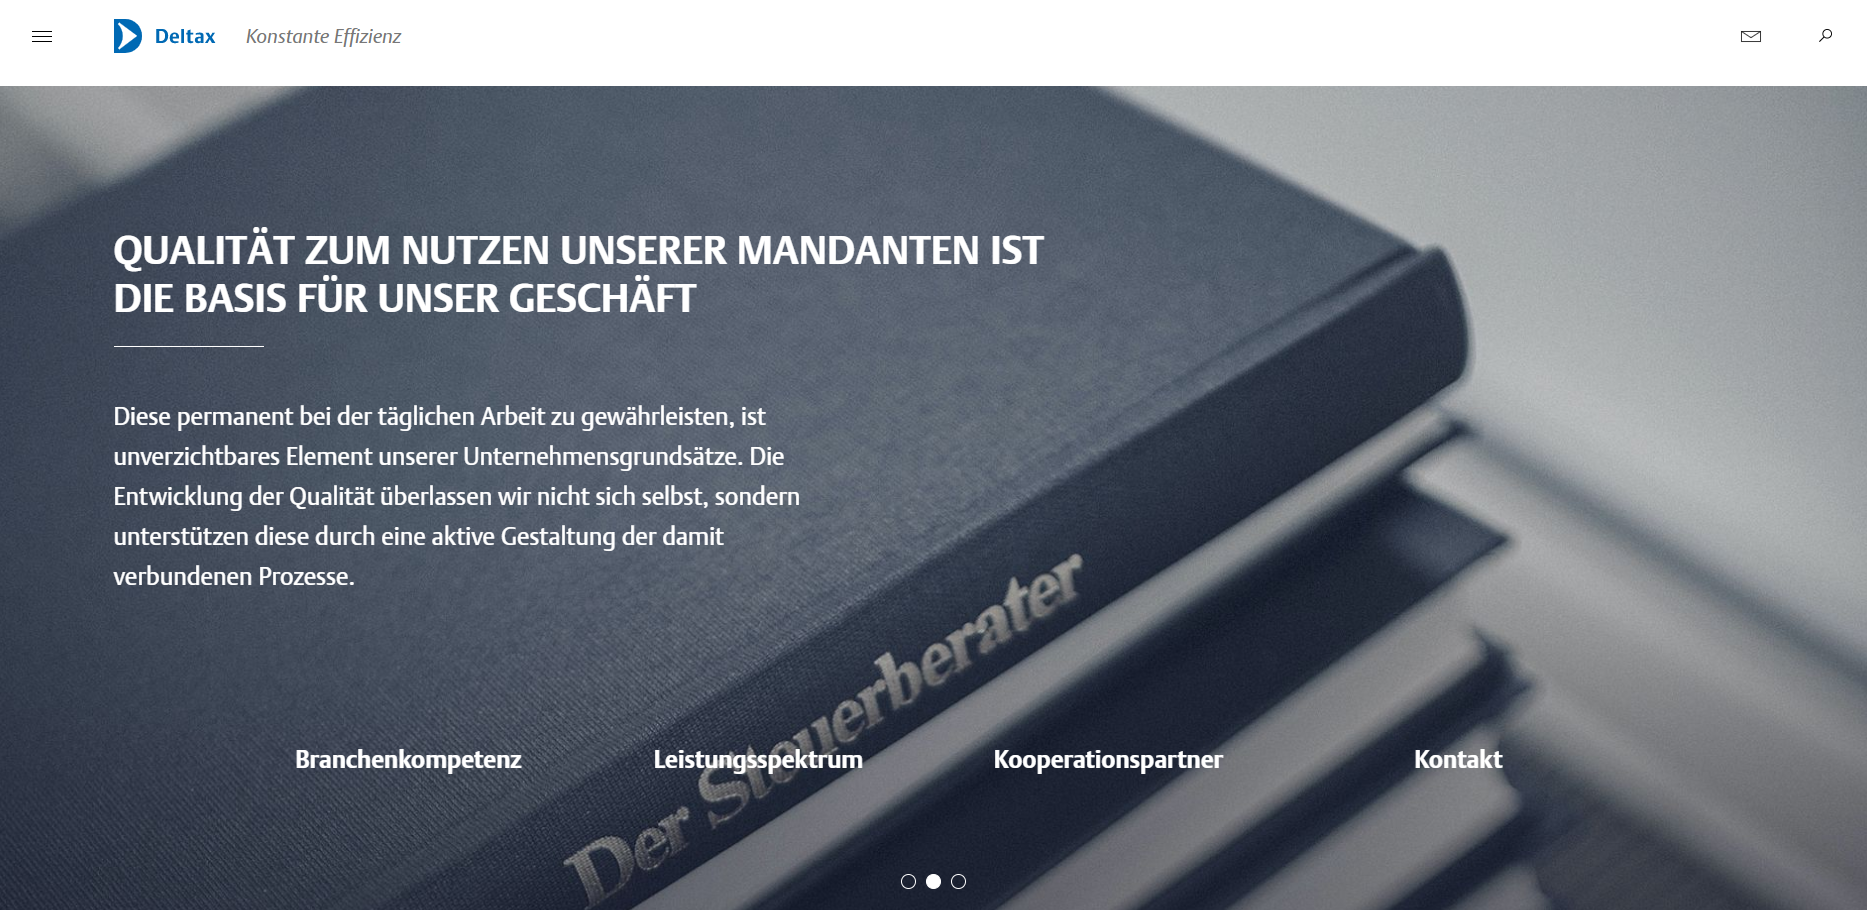 Deltax Konstante Effizienz
QUALITÄT ZUM NUTZEN UNSERER MANDANTEN IST
DIE BASIS FÜR UNSER GESCHÄFT
Diese permanent bei der täglichen Arbeit zu gewährleisten, ist
unverzichtbares Element unserer Unternehmensgrundsätze. Die
Entwicklung der Qualität überlassen wir nicht sich selbst, sondern
unterstützen diese durch eine aktive Gestaltung der damit
verbundenen Prozesse.
Der Steuerberater
Branchenkompetenz Leistungsspektrum Kooperationspartner Kontakt